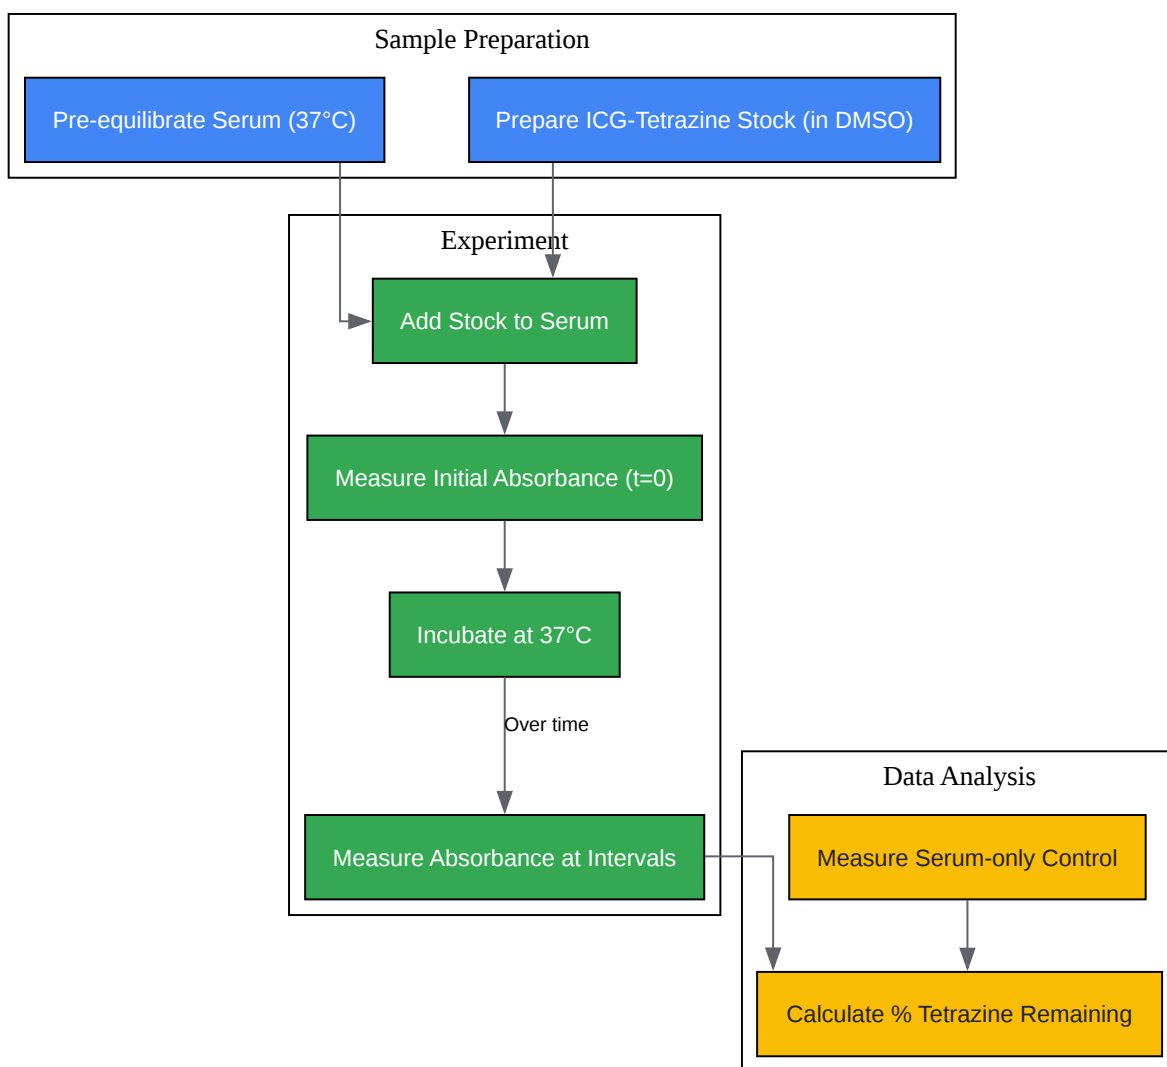 Sample Preparation
Pre-equilibrate Serum (37°C)
Prepare ICG-Tetrazine Stock (in DMSO)
Experiment
Add Stock to Serum
Measure Initial Absorbance (t=0)
Incubate at 37°C
Over time
Measure Absorbance at Intervals
Data Analysis
Measure Serum-only Control
Calculate % Tetrazine Remaining